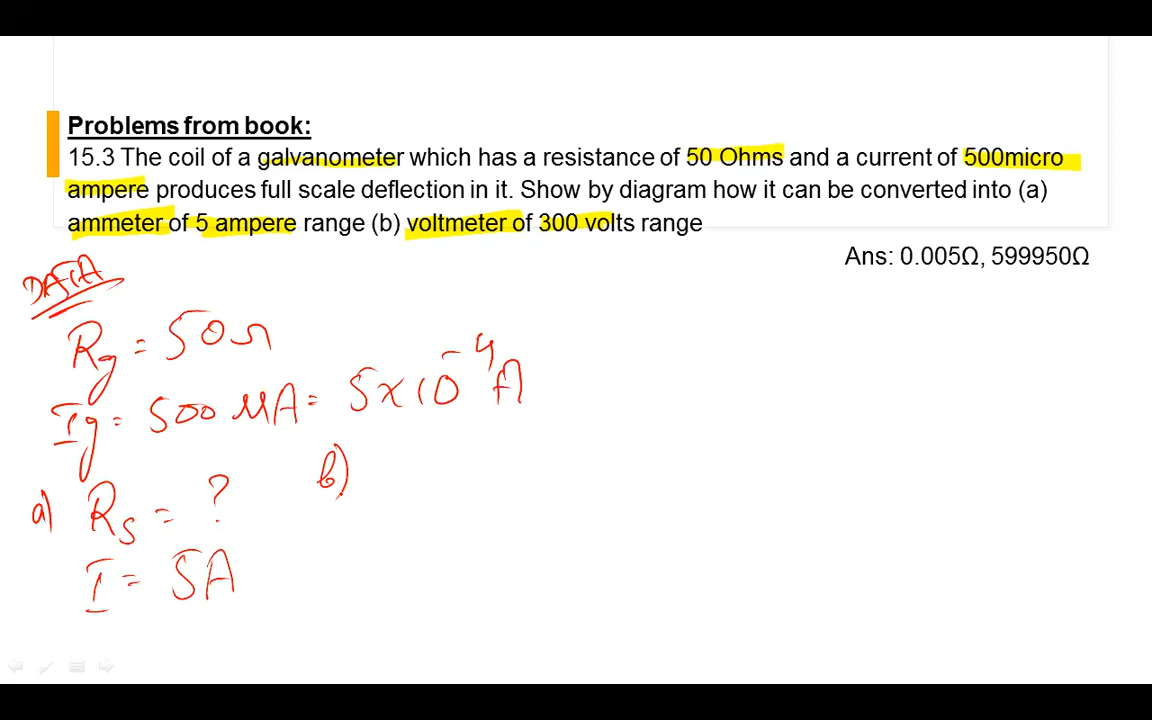 Problems from book:
15.3 The coil of a galvanometer which has a resistance of 50 Ohms and a current of 500micro
ampere produces full scale deflection in it. Show by diagram how it can be converted into (a)
ammeter of 5 ampere range (b) voltmeter of 300 volts range
Ans: 0.005Ω, 599950Ω
DATA
Rg = 50Ω
Ig = 500 μA = 5×10⁻⁴A
a) Rs = ?
b)
I = 5A